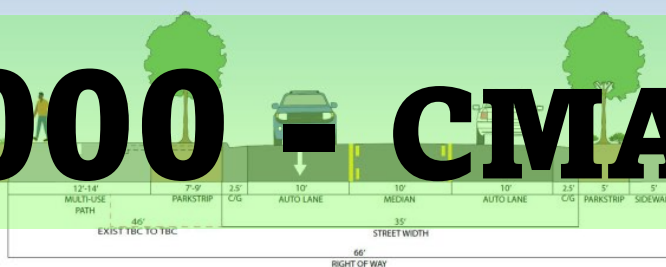 000 - CMA
12'-14' 7'-9' 2.5' 10' 10' 10' 2.5' 5' 5'
MULTI-USE PATH PARKSTRIP C/G AUTO LANE MEDIAN AUTO LANE C/G PARKSTRIP
46'
EXIST TBC TO TBC
35'
STREET WIDTH
66'
RIGHT OF WAY